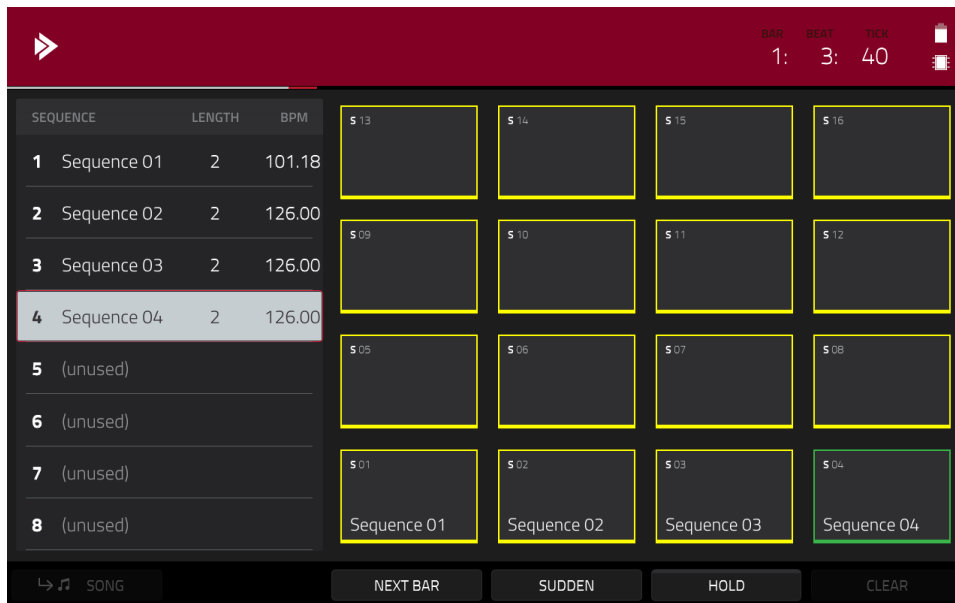 BAR BEAT TICK
1: 3: 40
SEQUENCE LENGTH BPM
1 Sequence 01 2 101.18
2 Sequence 02 2 126.00
3 Sequence 03 2 126.00
4 Sequence 04 2 126.00
5 (unused)
6 (unused)
7 (unused)
8 (unused)
S 13 S 14 S 15 S 16
S 09 S 10 S 11 S 12
S 05 S 06 S 07 S 08
S 01 S 02 S 03 S 04
Sequence 01 Sequence 02 Sequence 03 Sequence 04
SONG NEXT BAR SUDDEN HOLD CLEAR